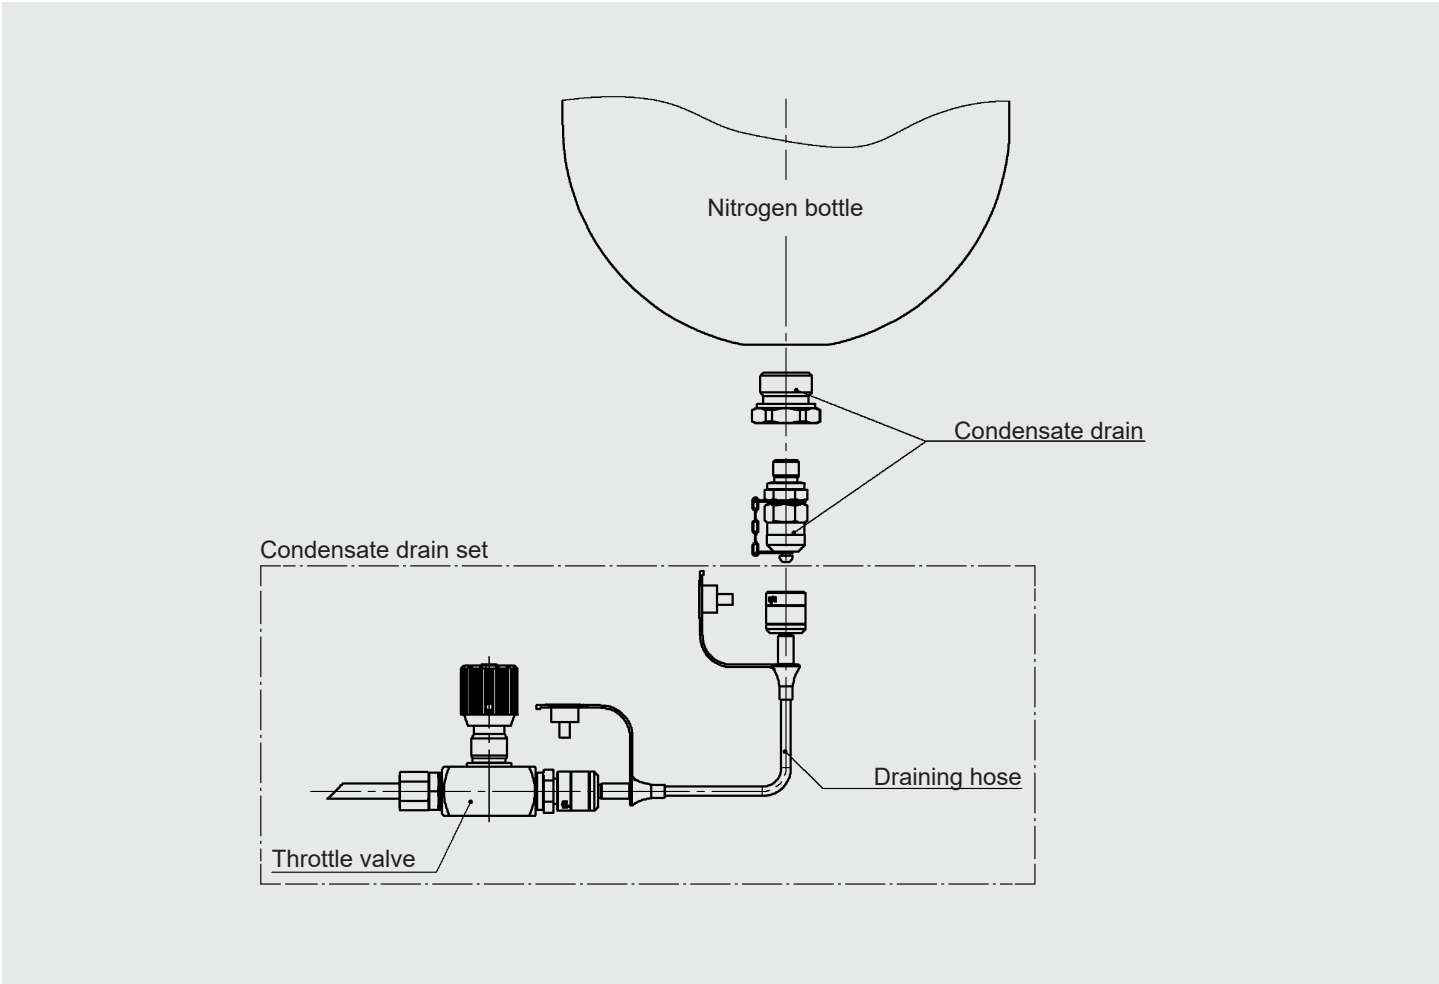 Nitrogen bottle
Condensate drain
Condensate drain set
Draining hose
Throttle valve